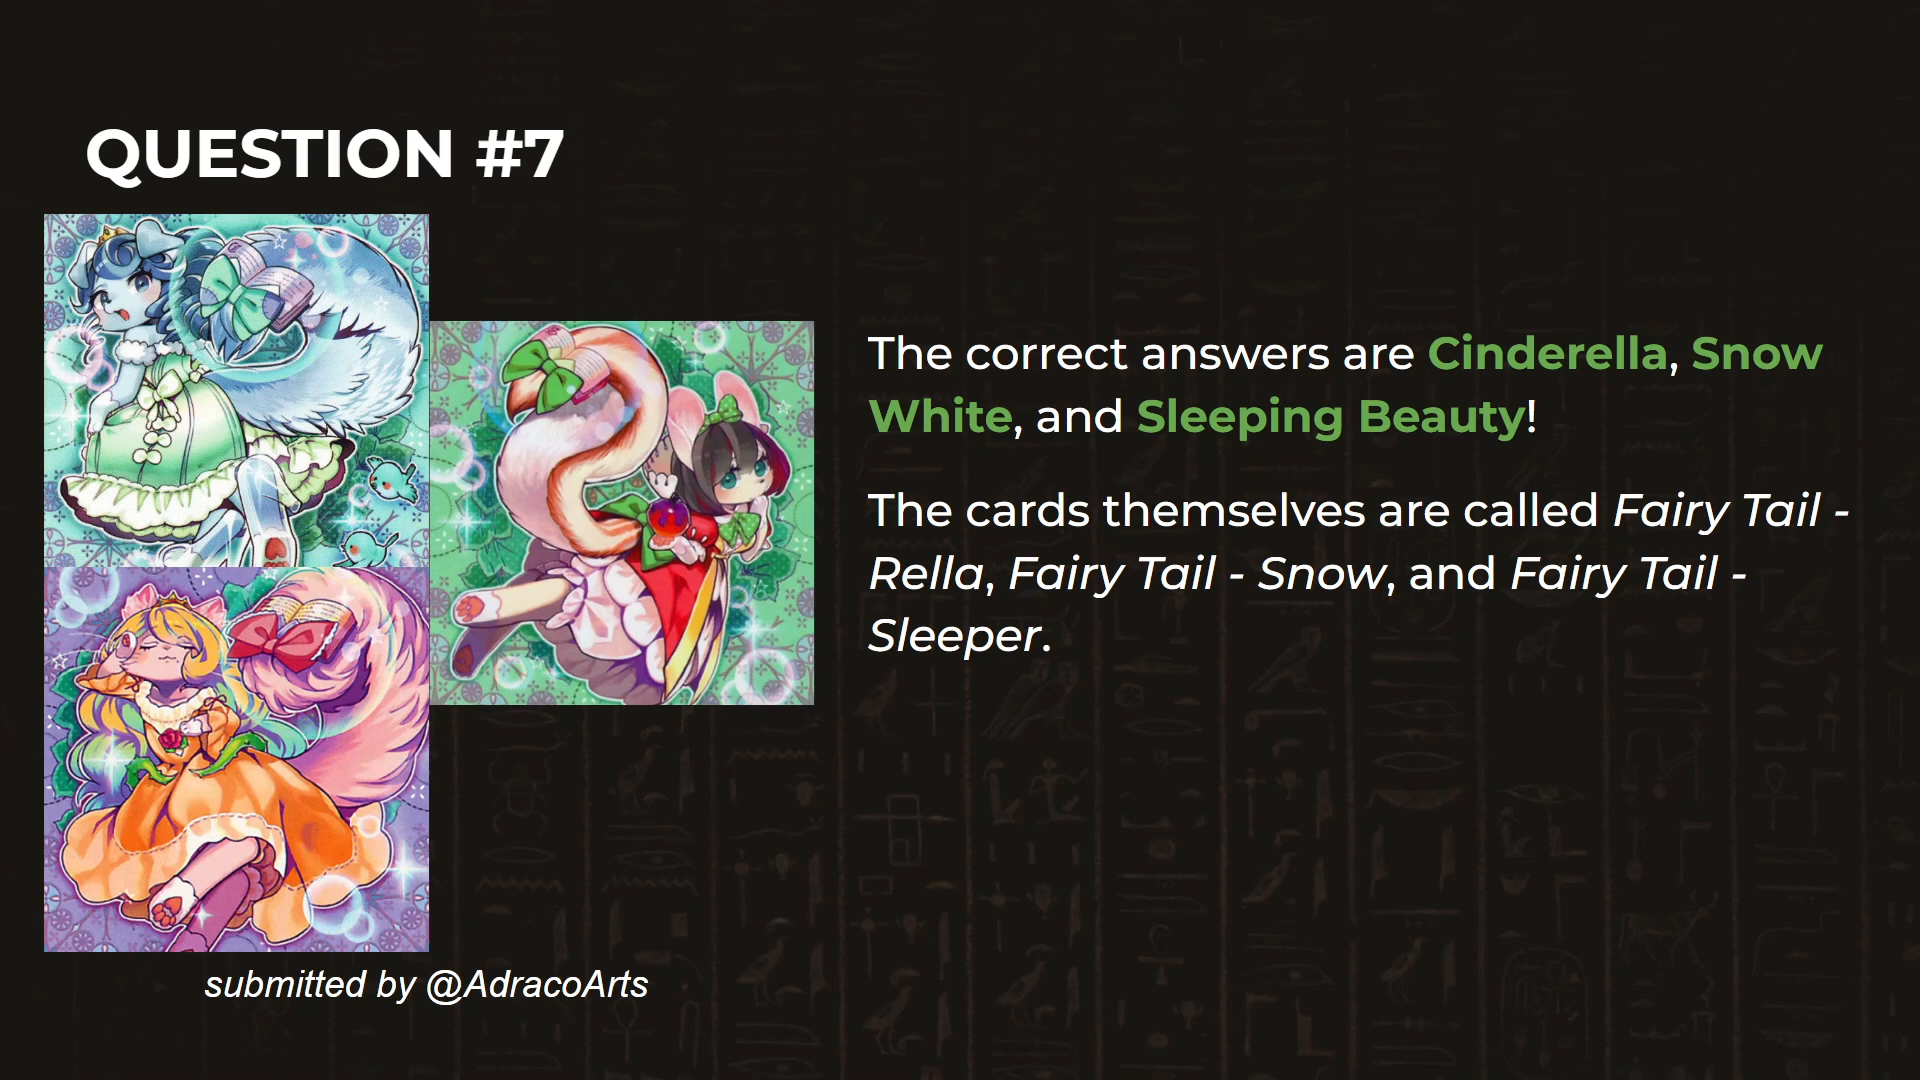 QUESTION #7
The correct answers are Cinderella, Snow
White, and Sleeping Beauty!
The cards themselves are called Fairy Tail -
Rella, Fairy Tail - Snow, and Fairy Tail -
Sleeper.
submitted by @AdracoArts